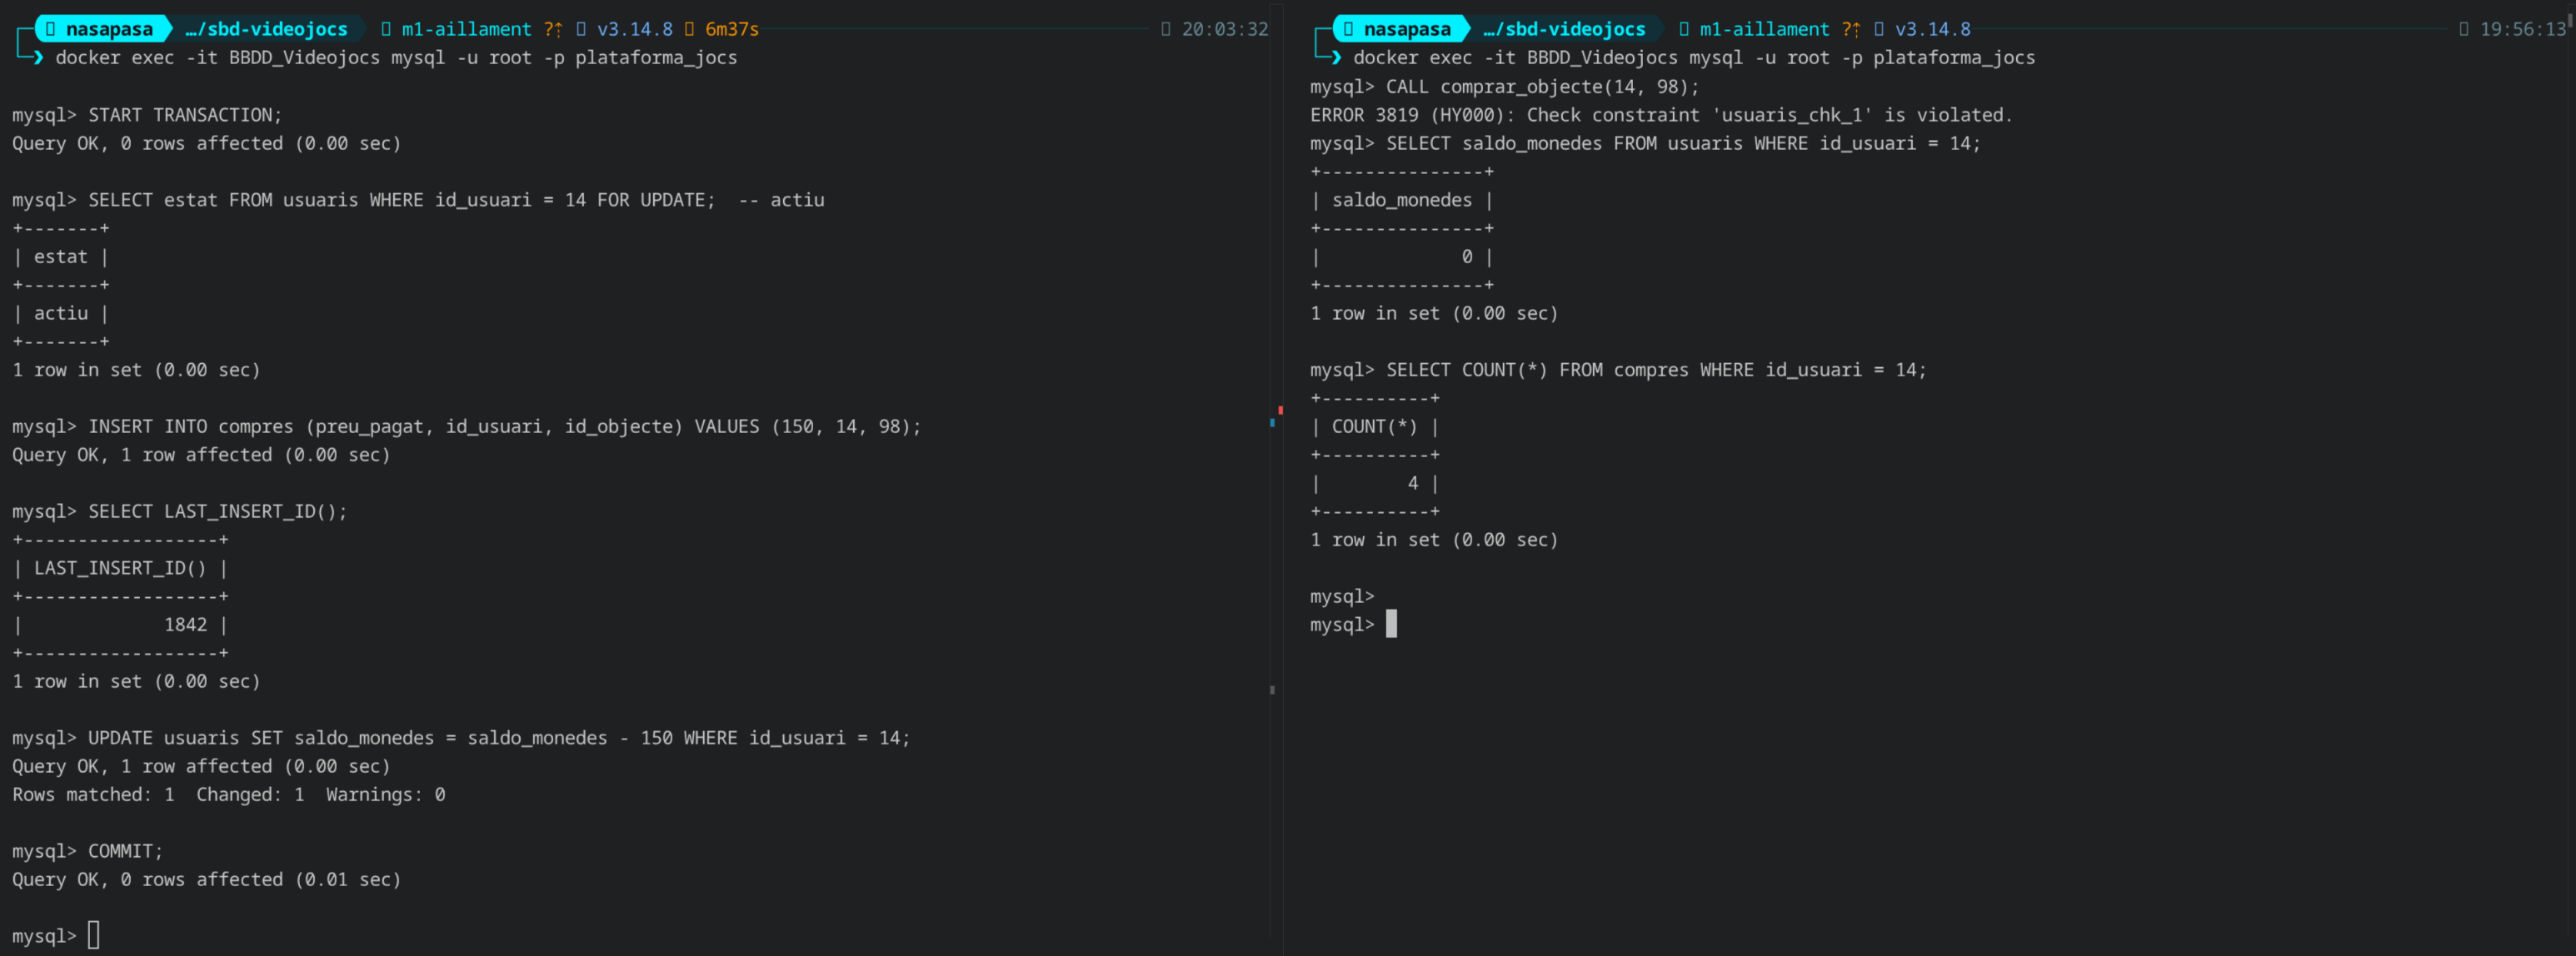 nasapasa …/sbd-videojocs m1-aillament ?⇡ v3.14.8 6m37s 20:03:32
❯ docker exec -it BBDD_Videojocs mysql -u root -p plataforma_jocs
mysql> START TRANSACTION;
Query OK, 0 rows affected (0.00 sec)
mysql> SELECT estat FROM usuaris WHERE id_usuari = 14 FOR UPDATE;  -- actiu
+-------+
| estat |
+-------+
| actiu |
+-------+
1 row in set (0.00 sec)
mysql> INSERT INTO compres (preu_pagat, id_usuari, id_objecte) VALUES (150, 14, 98);
Query OK, 1 row affected (0.00 sec)
mysql> SELECT LAST_INSERT_ID();
+------------------+
| LAST_INSERT_ID() |
+------------------+
|             1842 |
+------------------+
1 row in set (0.00 sec)
mysql> UPDATE usuaris SET saldo_monedes = saldo_monedes - 150 WHERE id_usuari = 14;
Query OK, 1 row affected (0.00 sec)
Rows matched: 1  Changed: 1  Warnings: 0
mysql> COMMIT;
Query OK, 0 rows affected (0.01 sec)
mysql>
nasapasa …/sbd-videojocs m1-aillament ?⇡ v3.14.8 19:56:13
❯ docker exec -it BBDD_Videojocs mysql -u root -p plataforma_jocs
mysql> CALL comprar_objecte(14, 98);
ERROR 3819 (HY000): Check constraint 'usuaris_chk_1' is violated.
mysql> SELECT saldo_monedes FROM usuaris WHERE id_usuari = 14;
+---------------+
| saldo_monedes |
+---------------+
|             0 |
+---------------+
1 row in set (0.00 sec)
mysql> SELECT COUNT(*) FROM compres WHERE id_usuari = 14;
+----------+
| COUNT(*) |
+----------+
|        4 |
+----------+
1 row in set (0.00 sec)
mysql>
mysql>